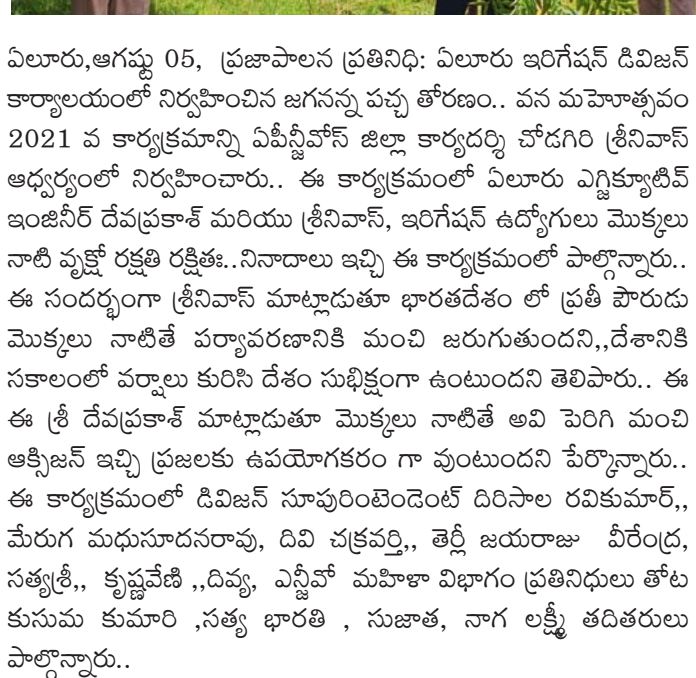 ఏలూరు,ఆగష్టు 05, ప్రజాపాలన ప్రతినిధి: ఏలూరు ఇరిగేషన్ డివిజన్
కార్యాలయంలో నిర్వహించిన జగనన్న పచ్చ తోరణం.. వన మహెూత్సవం
2021 వ కార్యక్రమాన్ని ఏపీన్జీవోస్ జిల్లా కార్యదర్శి చోడగిరి శ్రీనివాస్
ఆధ్వర్యంలో నిర్వహించారు.. ఈ కార్యక్రమంలో ఏలూరు ఎగ్జిక్యూటివ్
ఇంజినీర్ దేవప్రకాశ్ మరియు శ్రీనివాస్, ఇరిగేషన్ ఉద్యోగులు మొక్కలు
నాటి వృక్షో రక్షతి రక్షితః..నినాదాలు ఇచ్చి ఈ కార్యక్రమంలో పాల్గొన్నారు..
ఈ సందర్భంగా శ్రీనివాస్ మాట్లాడుతూ భారతదేశం లో ప్రతీ పౌరుడు
మొక్కలు నాటితే పర్యావరణానికి మంచి జరుగుతుందని,,దేశానికి
సకాలంలో వర్షాలు కురిసి దేశం సుభిక్షంగా ఉంటుందని తెలిపారు.. ఈ
ఈ శ్రీ దేవప్రకాశ్ మాట్లాడుతూ మొక్కలు నాటితే అవి పెరిగి మంచి
ఆక్సిజన్ ఇచ్చి ప్రజలకు ఉపయోగకరం గా వుంటుందని పేర్కొన్నారు..
ఈ కార్యక్రమంలో డివిజన్ సూపురింటెండెంట్ దిరిసాల రవికుమార్,,
మేరుగ మధుసూదనరావు, దివి చక్రవర్తి,, తెర్లీ జయరాజు వీరేంద్ర,
సత్యశ్రీ,, కృష్ణవేణి ,,దివ్య, ఎన్జీవో మహిళా విభాగం ప్రతినిధులు తోట
కుసుమ కుమారి ,సత్య భారతి , సుజాత, నాగ లక్ష్మీ తదితరులు
పాల్గొన్నారు..